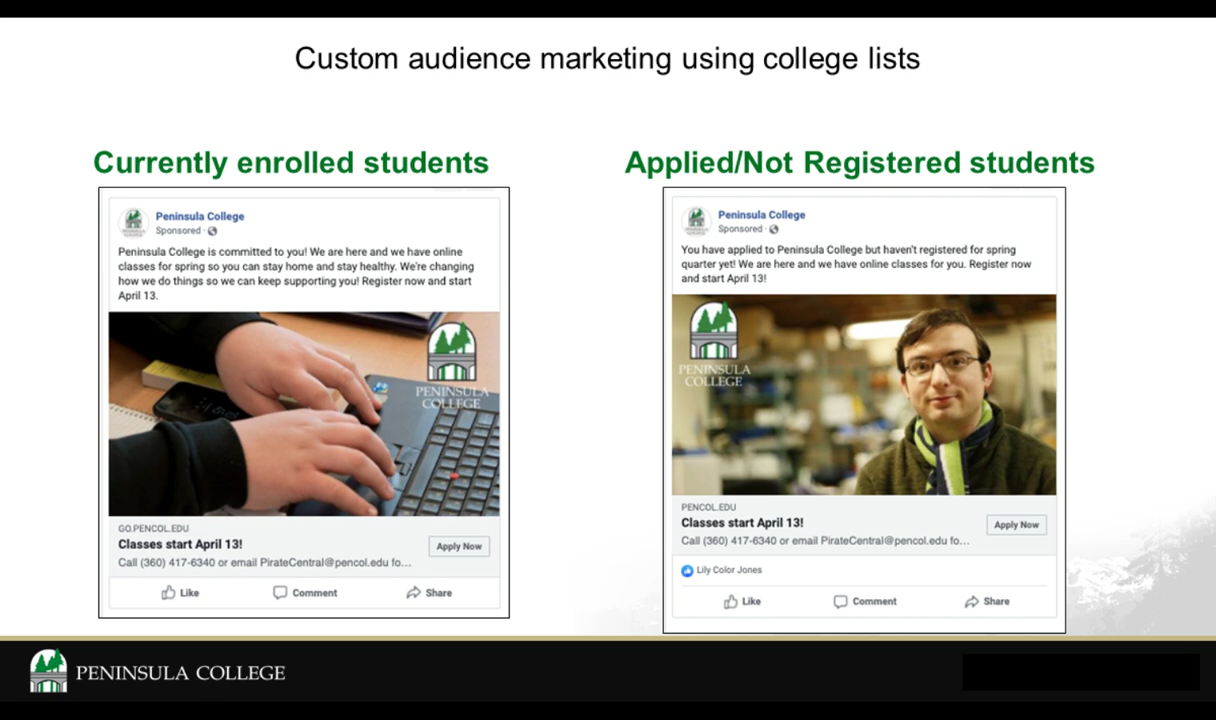 Custom audience marketing using college lists
Currently enrolled students
Peninsula College
Sponsored ·
Peninsula College is committed to you! We are here and we have online
classes for spring so you can stay home and stay healthy. We're changing
how we do things so we can keep supporting you! Register now and start
April 13.
PENINSULA
COLLEGE
GO.PENCOL.EDU
Classes start April 13!
Call (360) 417-6340 or email PirateCentral@pencol.edu fo...
Apply Now
Like
Comment
Share
Applied/Not Registered students
Peninsula College
Sponsored ·
You have applied to Peninsula College but haven't registered for spring
quarter yet! We are here and we have online classes for you. Register now
and start April 13!
PENINSULA
COLLEGE
PENCOL.EDU
Classes start April 13!
Call (360) 417-6340 or email PirateCentral@pencol.edu fo...
Apply Now
Lily Color Jones
Like
Comment
Share
PENINSULA COLLEGE